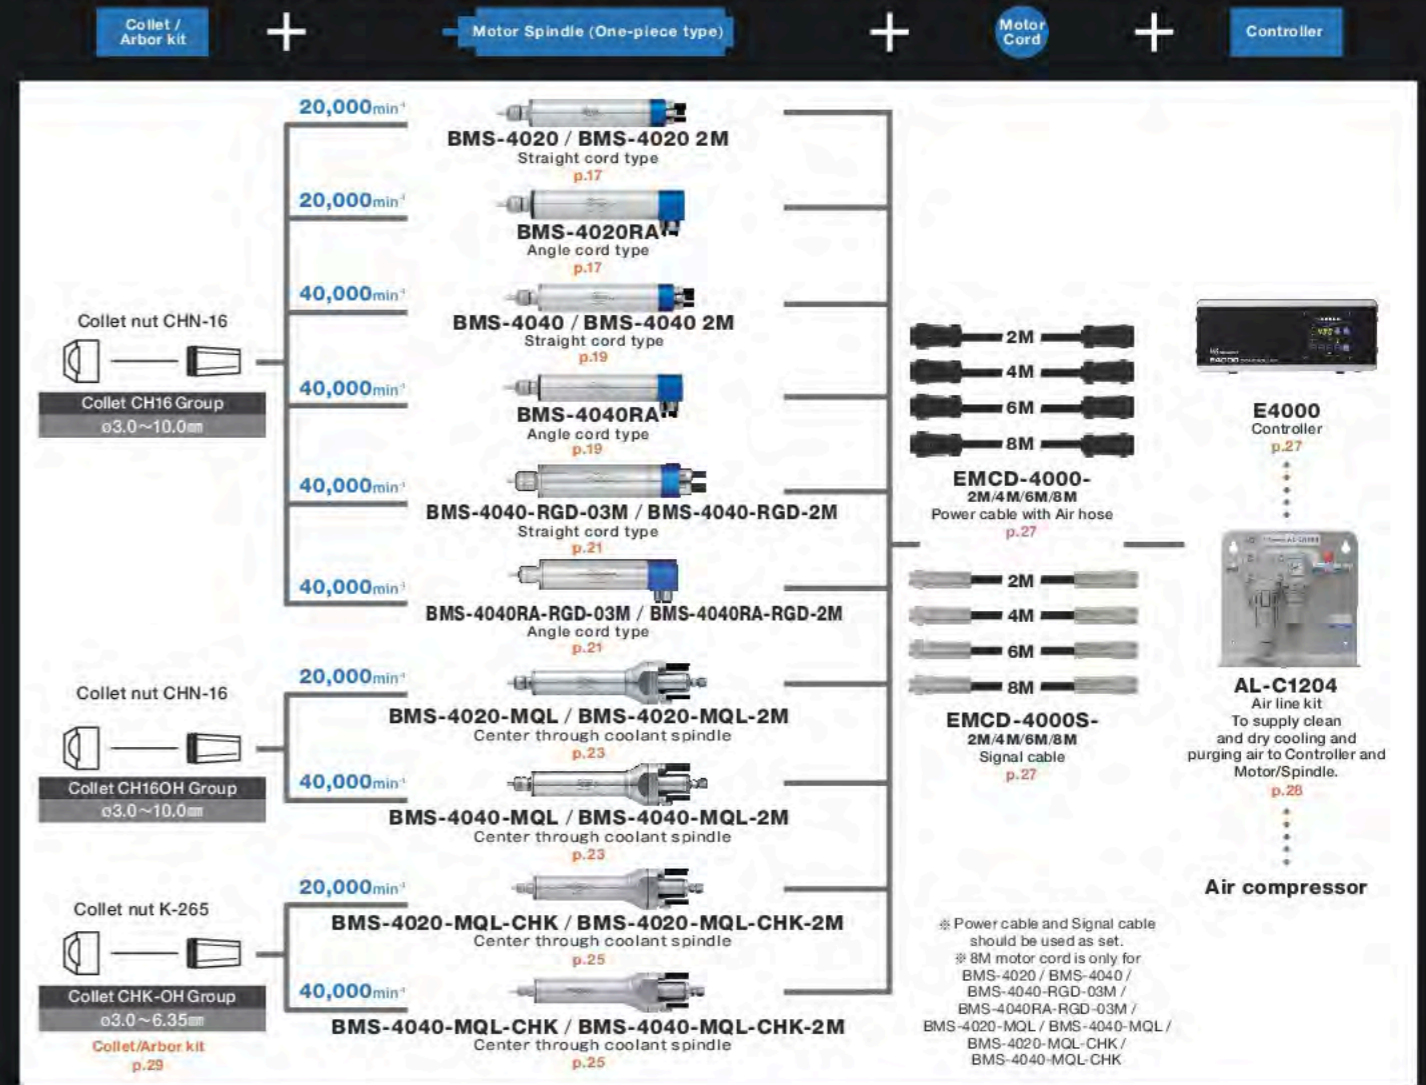 Collet /
Arbor kit
Motor Spindle (One-piece type)
Motor
Cord
Controller
Collet nut CHN-16
Collet CH16 Group
ø3.0～10.0㎜
20,000min⁻¹
BMS-4020 / BMS-4020 2M
Straight cord type
p.17
20,000min⁻¹
BMS-4020RA
Angle cord type
p.17
40,000min⁻¹
BMS-4040 / BMS-4040 2M
Straight cord type
p.19
40,000min⁻¹
BMS-4040RA
Angle cord type
p.19
40,000min⁻¹
BMS-4040-RGD-03M / BMS-4040-RGD-2M
Straight cord type
p.21
40,000min⁻¹
BMS-4040RA-RGD-03M / BMS-4040RA-RGD-2M
Angle cord type
p.21
Collet nut CHN-16
Collet CH16OH Group
ø3.0～10.0㎜
20,000min⁻¹
BMS-4020-MQL / BMS-4020-MQL-2M
Center through coolant spindle
p.23
40,000min⁻¹
BMS-4040-MQL / BMS-4040-MQL-2M
Center through coolant spindle
p.23
Collet nut K-265
Collet CHK-OH Group
ø3.0～6.35㎜
Collet/Arbor kit
p.29
20,000min⁻¹
BMS-4020-MQL-CHK / BMS-4020-MQL-CHK-2M
Center through coolant spindle
p.25
40,000min⁻¹
BMS-4040-MQL-CHK / BMS-4040-MQL-CHK-2M
Center through coolant spindle
p.25
2M
4M
6M
8M
EMCD-4000-
2M/4M/6M/8M
Power cable with Air hose
p.27
2M
4M
6M
8M
EMCD-4000S-
2M/4M/6M/8M
Signal cable
p.27
※ Power cable and Signal cable
should be used as set.
※ 8M motor cord is only for
BMS-4020 / BMS-4040 /
BMS-4040-RGD-03M /
BMS-4040RA-RGD-03M /
BMS-4020-MQL / BMS-4040-MQL /
BMS-4020-MQL-CHK /
BMS-4040-MQL-CHK
E4000
E4000
Controller
p.27
AL-C1204
Air line kit
To supply clean
and dry cooling and
purging air to Controller and
Motor/Spindle.
p.28
Air compressor